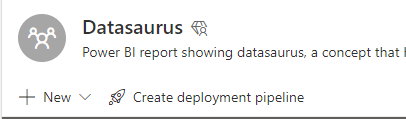 Datasaurus
Power BI report showing datasaurus, a concept that
New
Create deployment pipeline